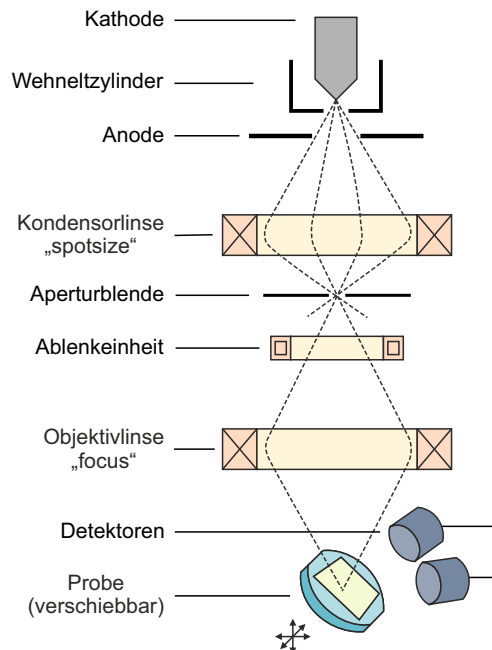 Kathode
Wehneltzylinder
Anode
Kondensorlinse
„spotsize“
Aperturblende
Ablenkeinheit
Objektivlinse
„focus“
Detektoren
Probe
(verschiebbar)